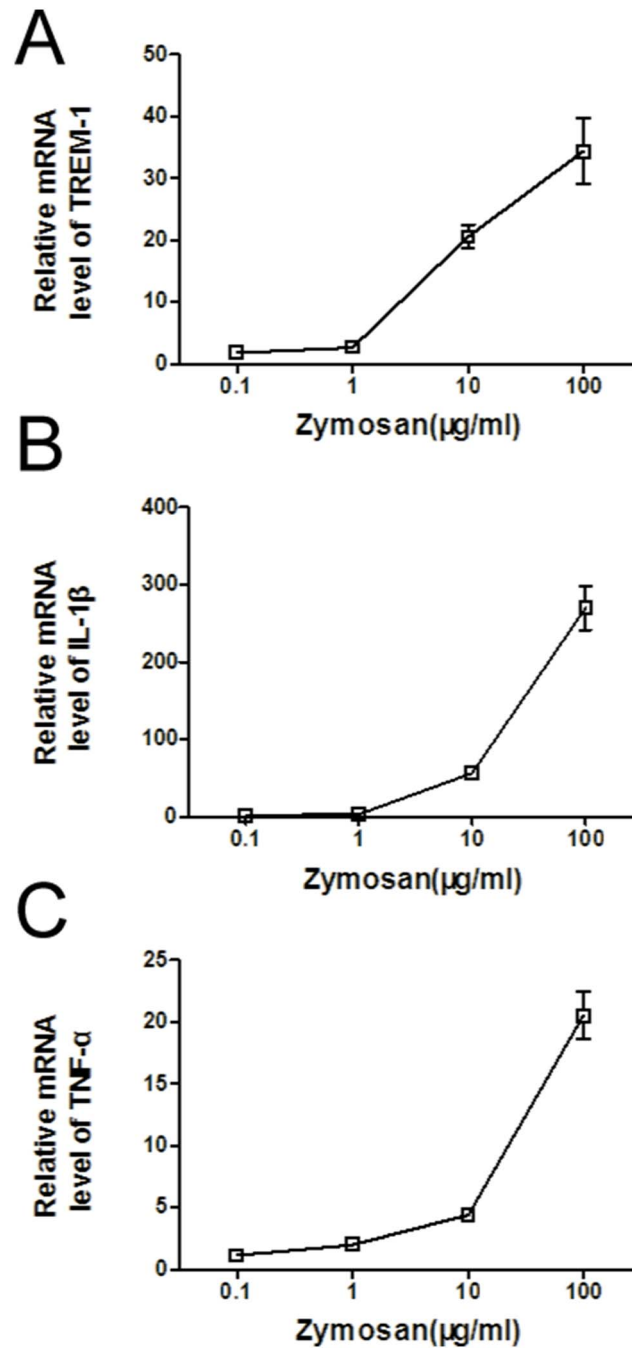 A
Relative mRNA
level of TREM-1
50
40
30
20
10
0
0.1 1 10 100
Zymosan(µg/ml)
B
Relative mRNA
level of IL-1β
400
300
200
100
0
0.1 1 10 100
Zymosan(µg/ml)
C
Relative mRNA
level of TNF-α
25
20
15
10
5
0
0.1 1 10 100
Zymosan(µg/ml)